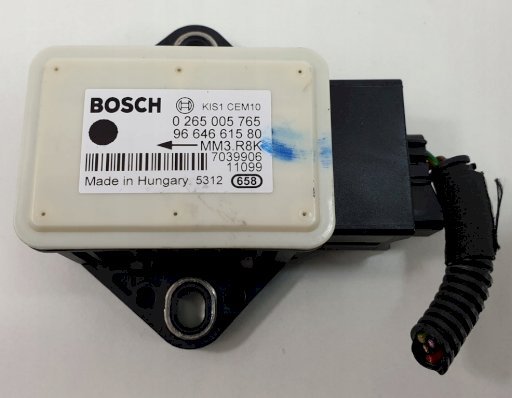 BOSCH KIS1 CEM10
0 265 005 765
96 646 615 80
MM3.R8K
7039906
11099
Made in Hungary 5312 658